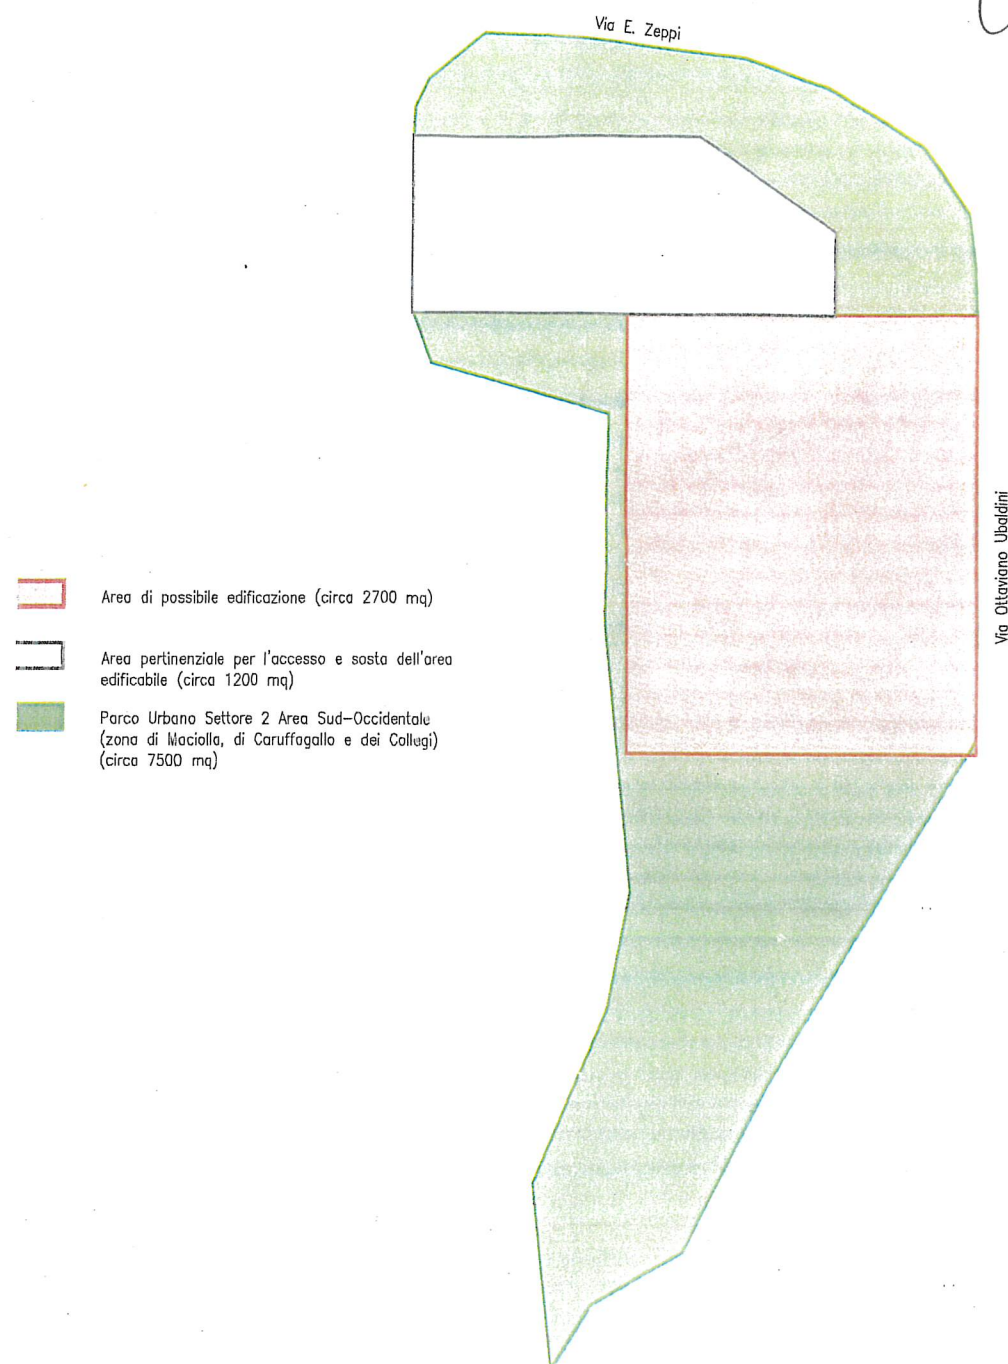 Via E. Zeppi
Via Ottaviano Ubaldini
Area di possibile edificazione (circa 2700 mq)
Area pertinenziale per l'accesso e sosta dell'area
edificabile (circa 1200 mq)
Parco Urbano Settore 2 Area Sud-Occidentale
(zona di Maciolla, di Caruffagallo e dei Collugi)
(circa 7500 mq)